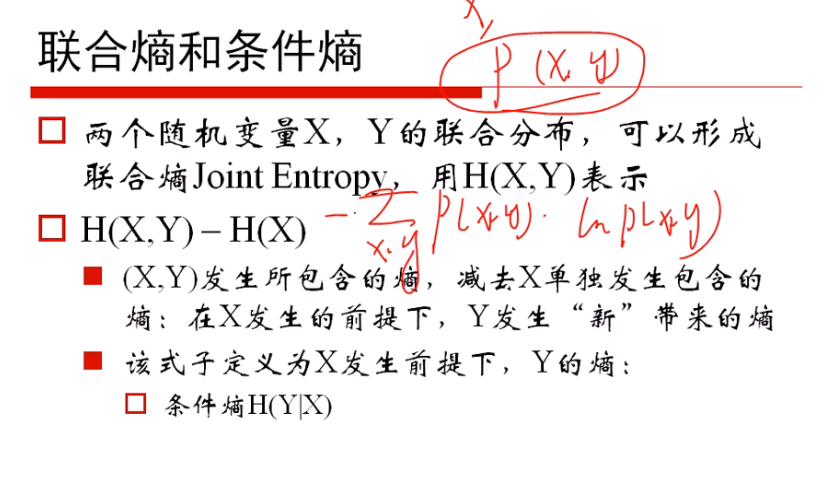 联合熵和条件熵
X,
P(X,y)
两个随机变量X，Y的联合分布，可以形成
联合熵Joint Entropy，用H(X,Y)表示
H(X,Y) – H(X)
-∑ P(x,y)· ln P(x,y)
x,y
(X,Y)发生所包含的熵，减去X单独发生包含的
熵：在X发生的前提下，Y发生“新”带来的熵
该式子定义为X发生前提下，Y的熵：
条件熵H(Y|X)